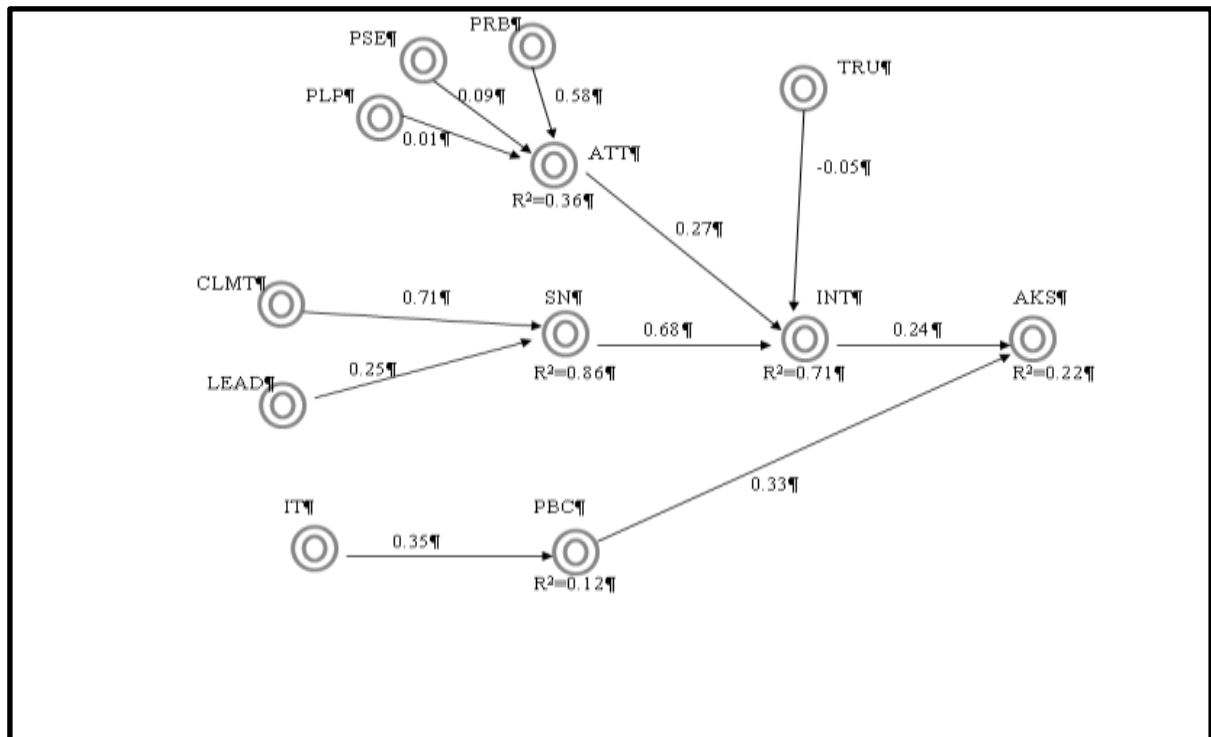 PRB¶
PSE¶
TRU¶
PLP¶
0.09¶
0.58¶
0.01¶
ATT¶
-0.05¶
R²=0.36¶
0.27¶
CLMT¶
0.71¶
SN¶
INT¶
AKS¶
0.68¶
0.24¶
LEAD¶
0.25¶
R²=0.86¶
R²=0.71¶
R²=0.22¶
0.33¶
IT¶
PBC¶
0.35¶
R²=0.12¶